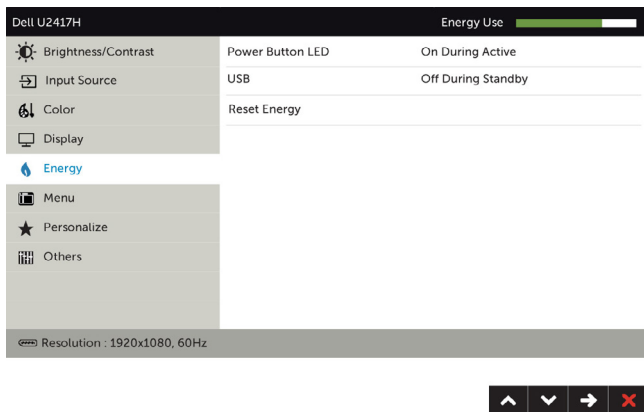 Dell U2417H Energy Use
Brightness/Contrast Power Button LED On During Active
Input Source USB Off During Standby
Color Reset Energy
Display
Energy
Menu
Personalize
Others
Resolution : 1920x1080, 60Hz